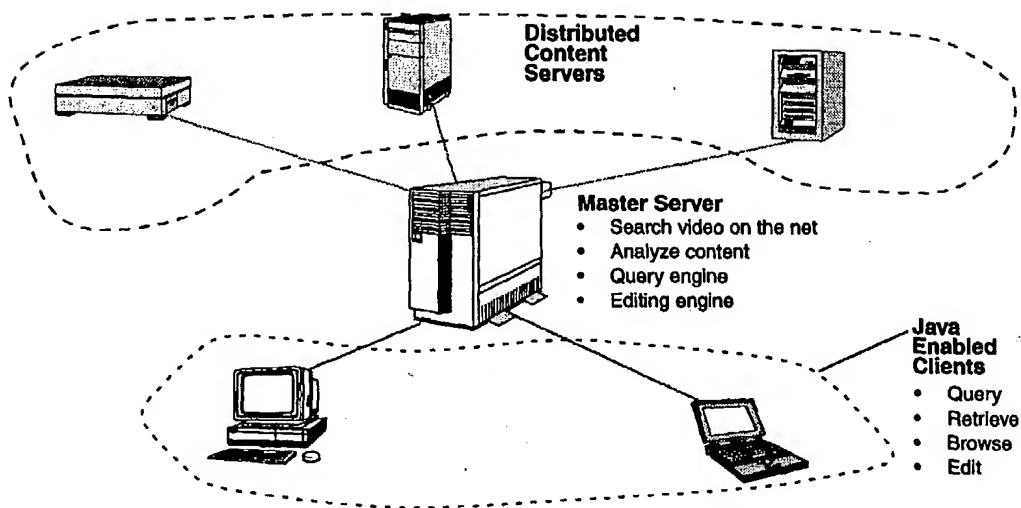 Distributed
Content
Servers
Master Server
• Search video on the net
• Analyze content
• Query engine
• Editing engine
Java
Enabled
Clients
• Query
• Retrieve
• Browse
• Edit